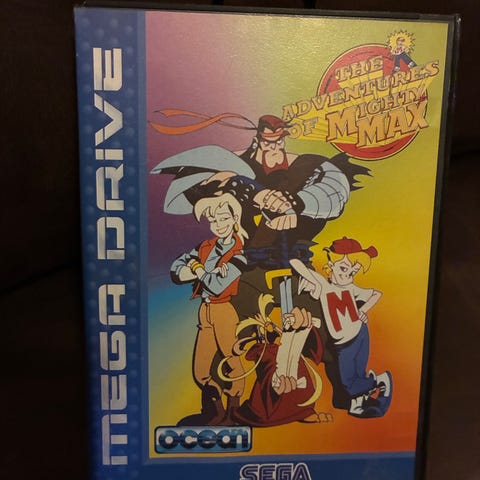 MEGA DRIVE
THE
ADVENTURES
OF MIGHTY
MAX
M
ocean
SEGA